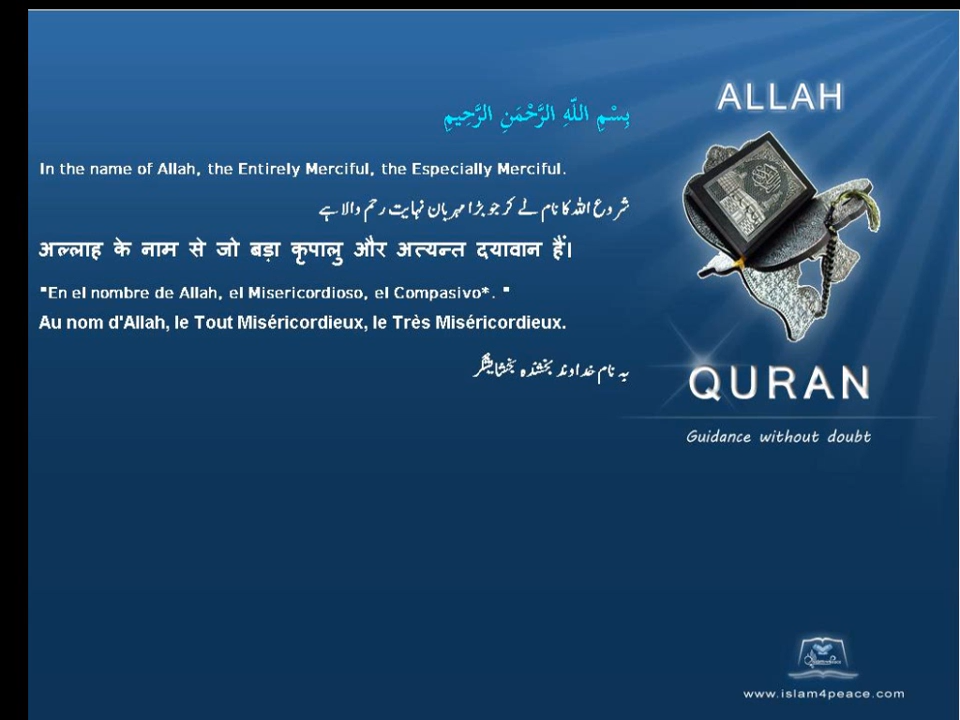 بِسْمِ اللَّهِ الرَّحْمَنِ الرَّحِيمِ
In the name of Allah, the Entirely Merciful, the Especially Merciful.
شروع الله کا نام لے کر جو بڑا مہربان نہایت رحم والا ہے
अल्लाह के नाम से जो बड़ा कृपालु और अत्यन्त दयावान हैं।
"En el nombre de Allah, el Misericordioso, el Compasivo*. "
Au nom d'Allah, le Tout Miséricordieux, le Très Miséricordieux.
به نام خداوند بخشنده بخشایشگر
ALLAH
QURAN
Guidance without doubt
www.islam4peace.com